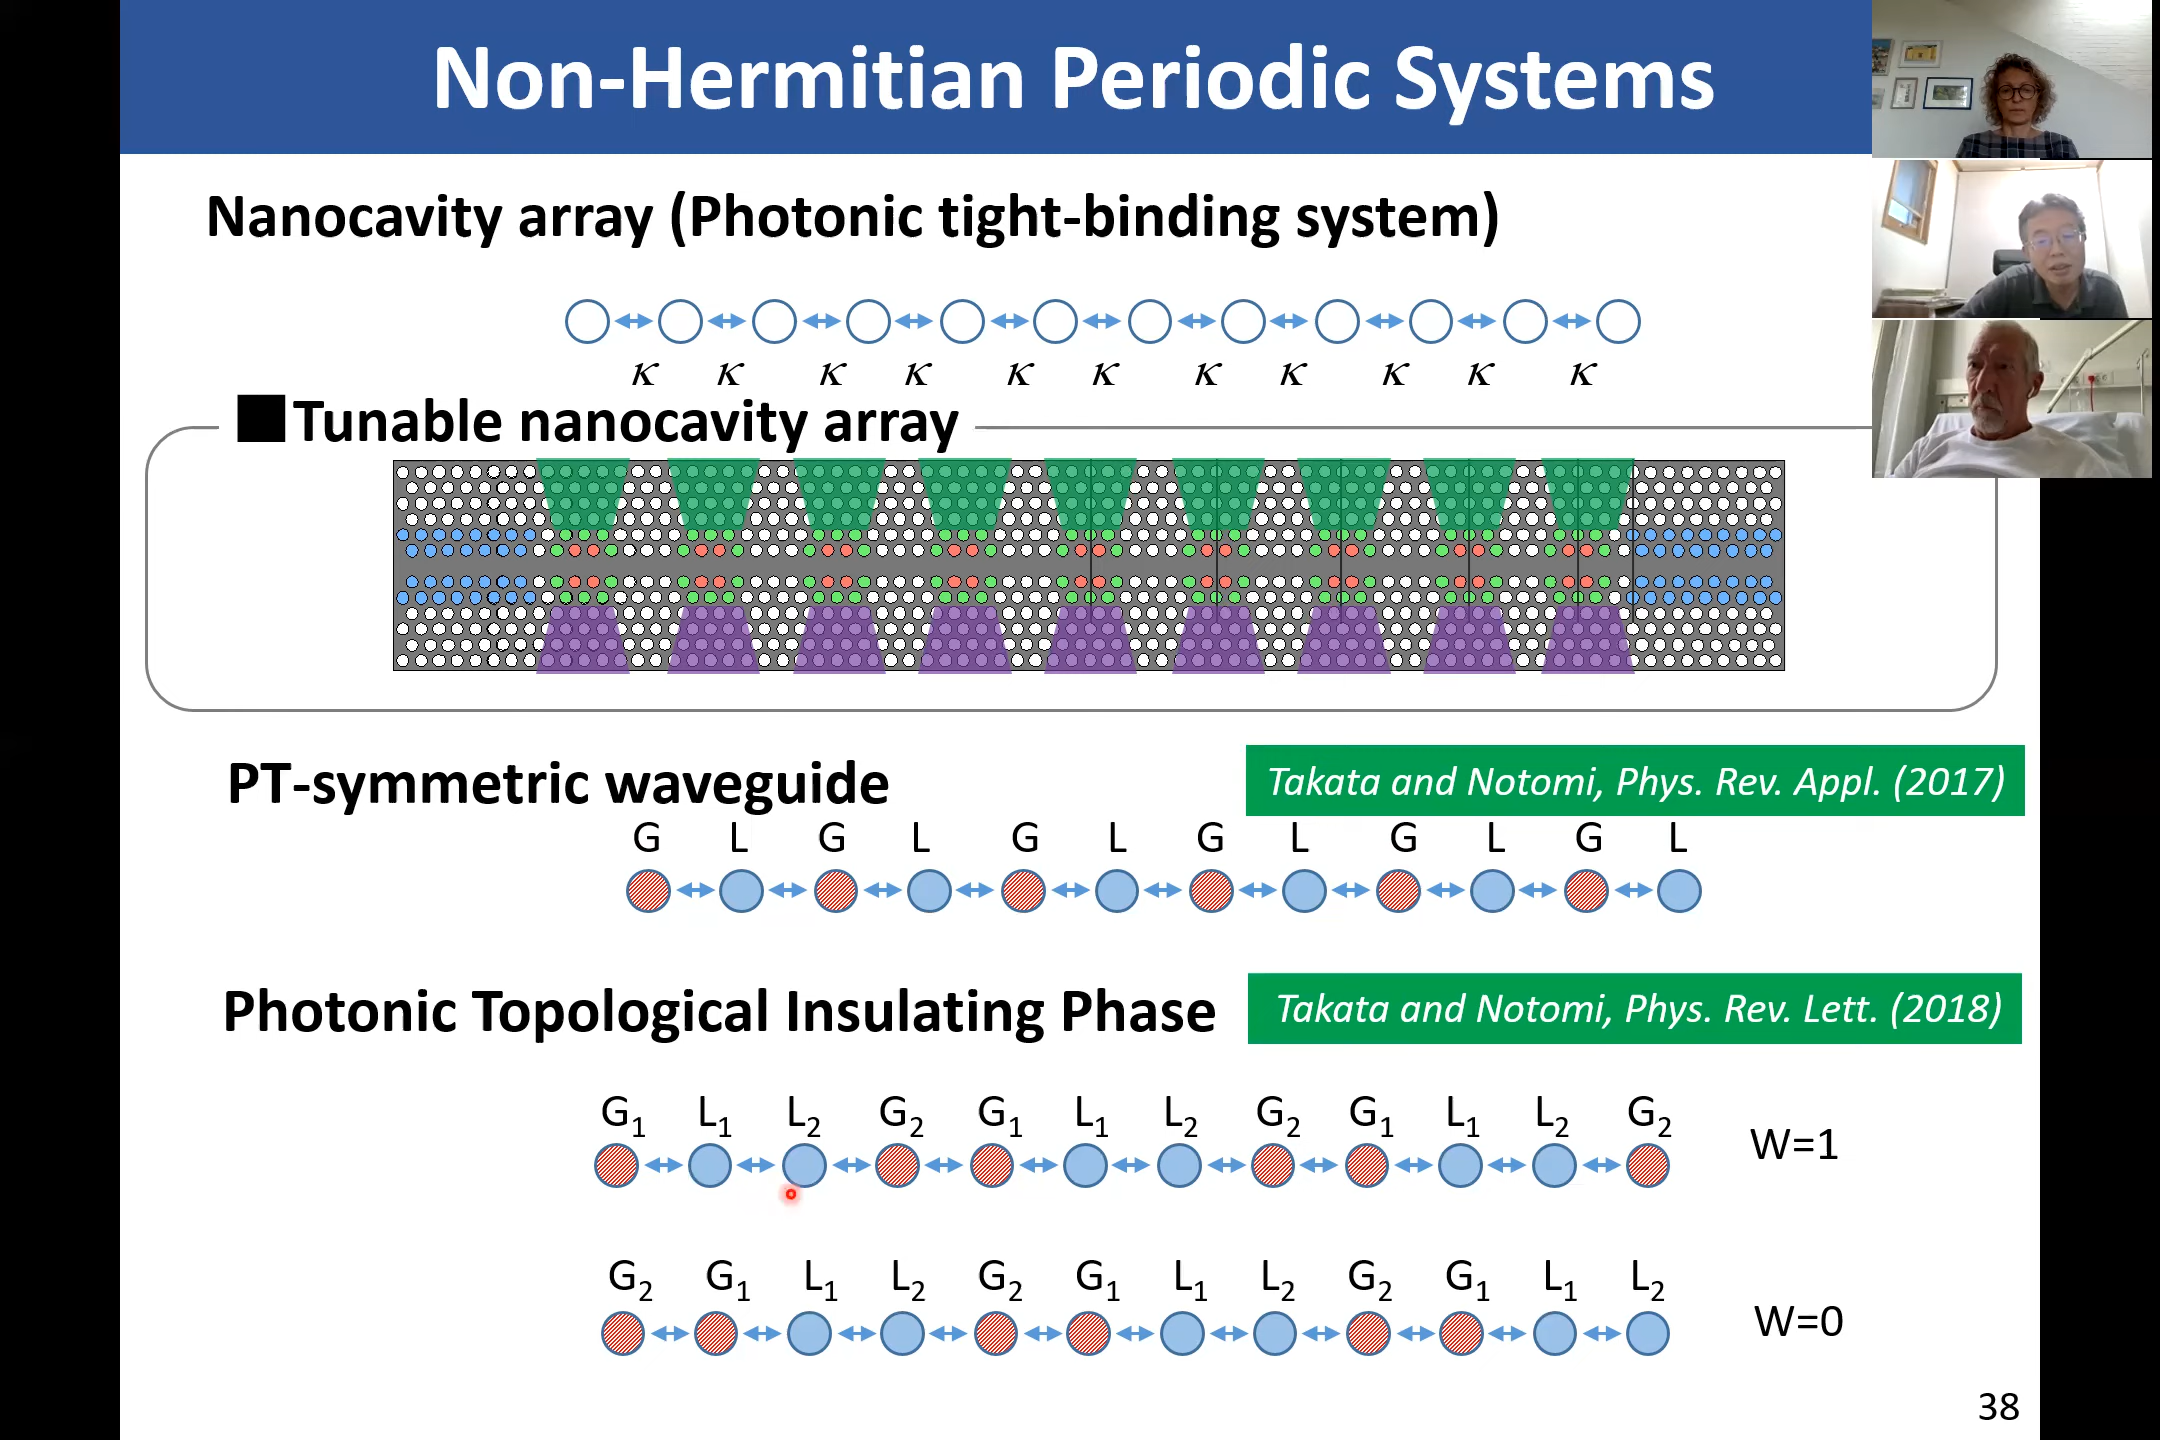 Non-Hermitian Periodic Systems
Nanocavity array (Photonic tight-binding system)
κ κ κ κ κ κ κ κ κ κ κ
■Tunable nanocavity array
PT-symmetric waveguide
Takata and Notomi, Phys. Rev. Appl. (2017)
G L G L G L G L G L G L
Photonic Topological Insulating Phase
Takata and Notomi, Phys. Rev. Lett. (2018)
G₁ L₁ L₂ G₂ G₁ L₁ L₂ G₂ G₁ L₁ L₂ G₂
W=1
G₂ G₁ L₁ L₂ G₂ G₁ L₁ L₂ G₂ G₁ L₁ L₂
W=0
38